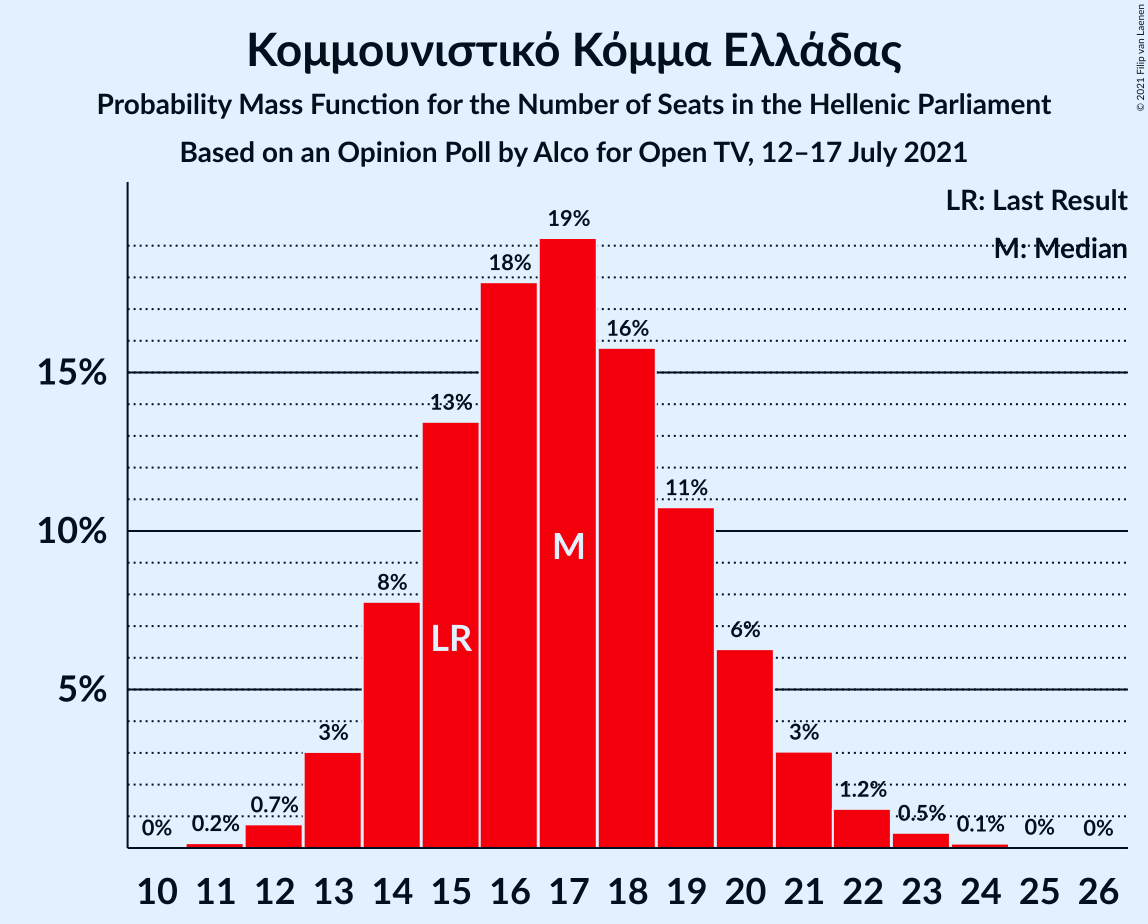 Κομμουνιστικό Κόμμα Ελλάδας
Probability Mass Function for the Number of Seats in the Hellenic Parliament
Based on an Opinion Poll by Alco for Open TV, 12–17 July 2021
© 2021 Filip van Laenen
LR: Last Result
M: Median
15%
10%
5%
0%
0.2%
0.7%
3%
8%
13%
18%
19%
16%
11%
6%
3%
1.2%
0.5%
0.1%
0%
0%
LR
M
10 11 12 13 14 15 16 17 18 19 20 21 22 23 24 25 26